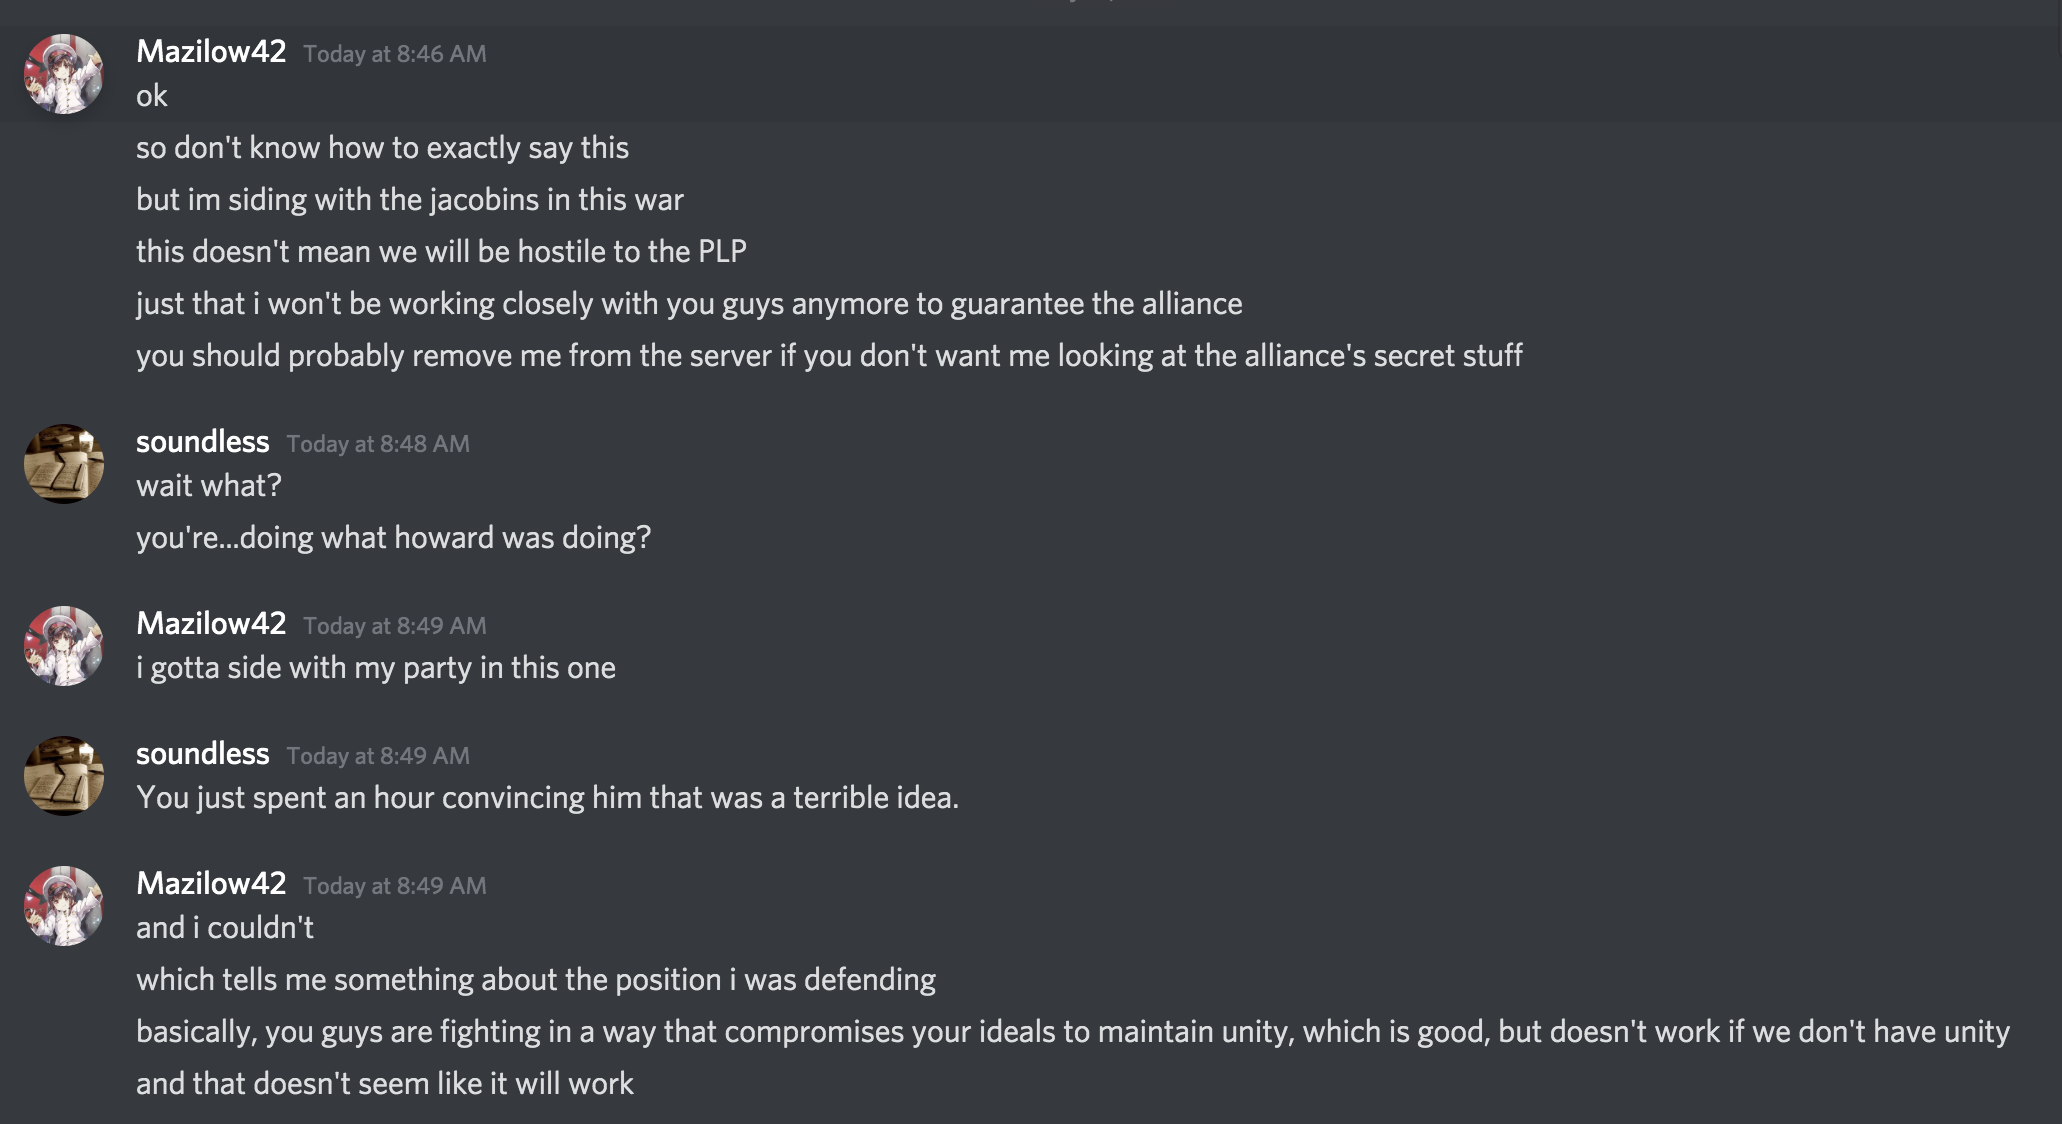 Mazilow42 Today at 8:46 AM
ok
so don't know how to exactly say this
but im siding with the jacobins in this war
this doesn't mean we will be hostile to the PLP
just that i won't be working closely with you guys anymore to guarantee the alliance
you should probably remove me from the server if you don't want me looking at the alliance's secret stuff
soundless Today at 8:48 AM
wait what?
you're...doing what howard was doing?
Mazilow42 Today at 8:49 AM
i gotta side with my party in this one
soundless Today at 8:49 AM
You just spent an hour convincing him that was a terrible idea.
Mazilow42 Today at 8:49 AM
and i couldn't
which tells me something about the position i was defending
basically, you guys are fighting in a way that compromises your ideals to maintain unity, which is good, but doesn't work if we don't have unity
and that doesn't seem like it will work